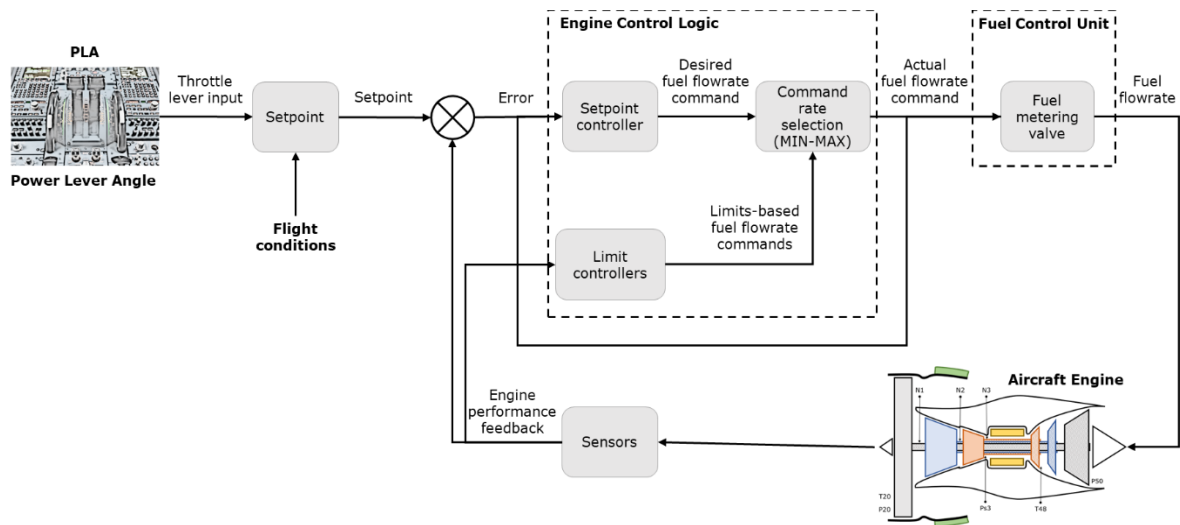 PLA
Power Lever Angle
Throttle
lever input
Setpoint
Flight
conditions
Setpoint
Error
Engine Control Logic
Setpoint
controller
Desired
fuel flowrate
command
Command
rate
selection
(MIN-MAX)
Limit
controllers
Limits-based
fuel flowrate
commands
Actual
fuel flowrate
command
Fuel Control Unit
Fuel
metering
valve
Fuel
flowrate
Engine
performance
feedback
Sensors
Aircraft Engine
N1
N2
N3
T20
P20
Ps3
T48
P50